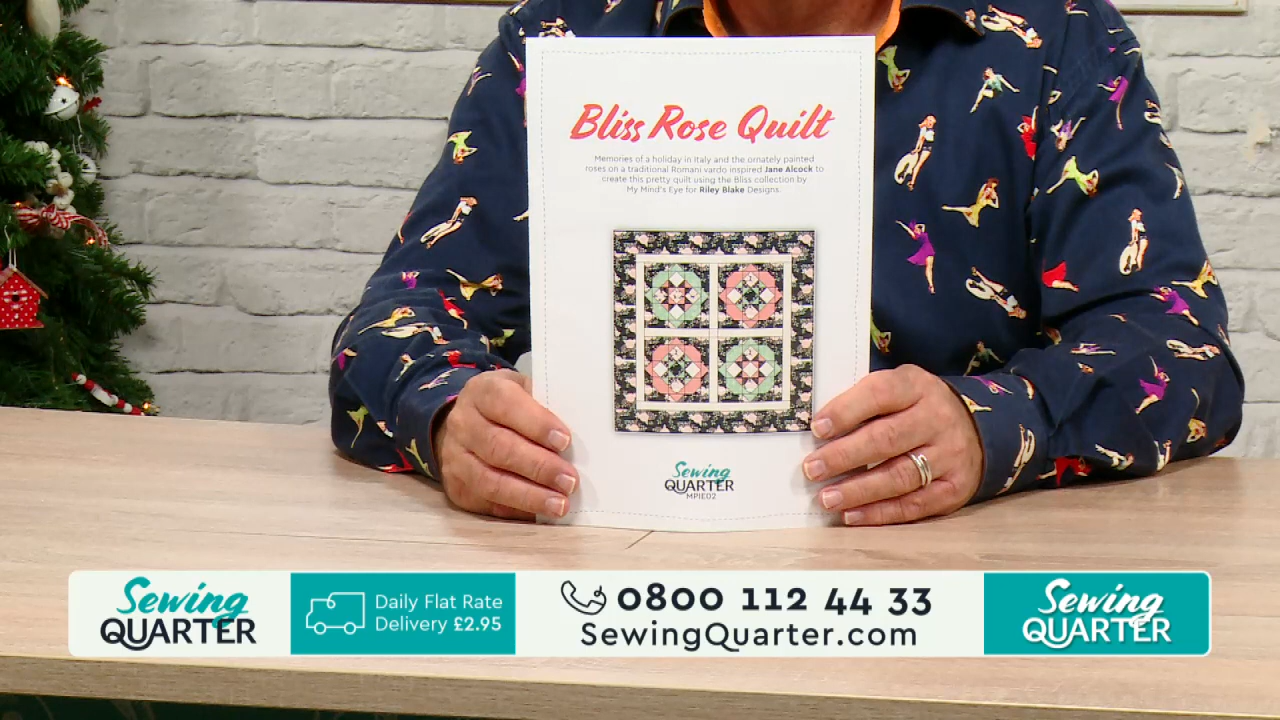 Bliss Rose Quilt
Memories of a holiday in Italy and the ornately painted
roses on a traditional Romani vardo inspired Jane Alcock to
create this pretty quilt using the Bliss collection by
My Mind's Eye for Riley Blake Designs.
Sewing
QUARTER
MPIE02
Sewing
QUARTER
Daily Flat Rate
Delivery £2.95
0800 112 44 33
SewingQuarter.com
Sewing
QUARTER